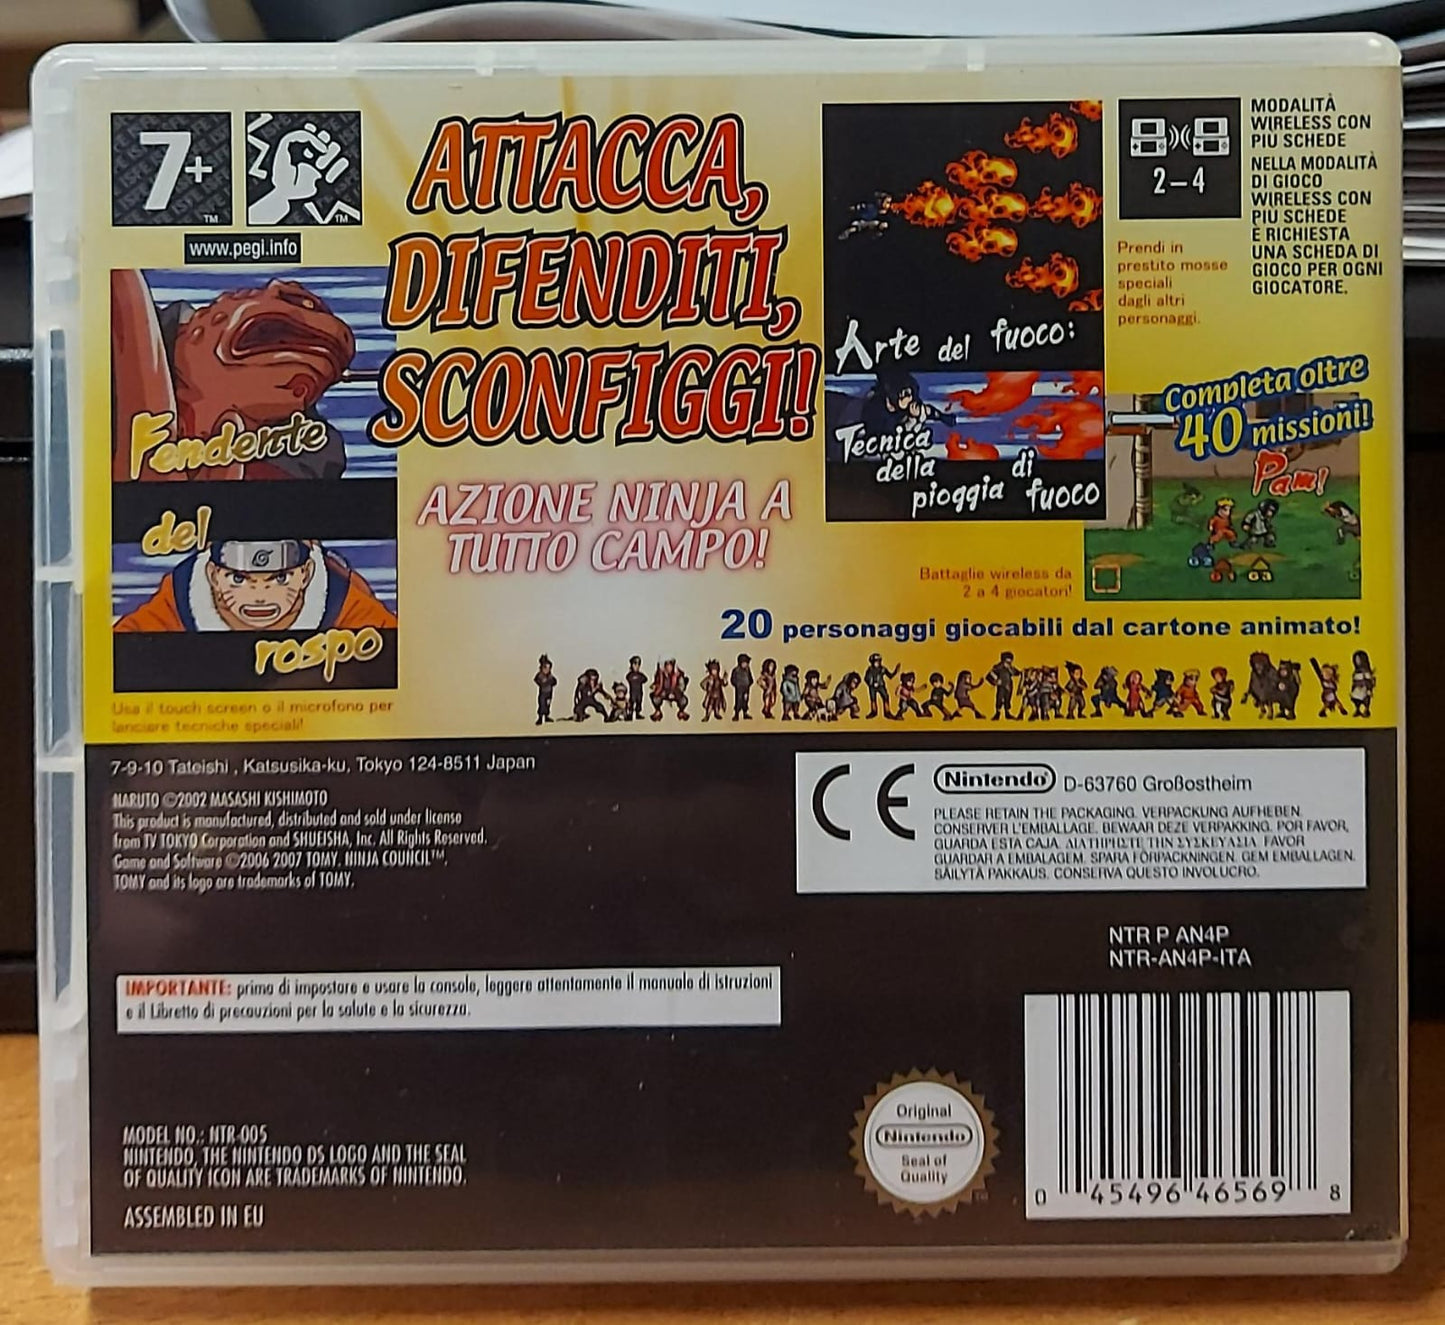 7+
TM
TM
www.pegi.info
ATTACCA,
DIFENDITI,
SCONFIGGI!
AZIONE NINJA A
TUTTO CAMPO!
Fendente
del
rospo
Usa il touch screen o il microfono per
lanciare tecniche speciali!
Arte del fuoco:
Tecnica
della di
pioggia fuoco
2–4
MODALITÀ
WIRELESS CON
PIÙ SCHEDE
NELLA MODALITÀ
DI GIOCO
WIRELESS CON
PIÙ SCHEDE
È RICHIESTA
UNA SCHEDA DI
GIOCO PER OGNI
GIOCATORE.
Prendi in
prestito mosse
speciali
dagli altri
personaggi.
Completa oltre
40 missioni!
Pam!
Battaglie wireless da
2 a 4 giocatori!
20 personaggi giocabili dal cartone animato!
7-9-10 Tateishi , Katsusika-ku, Tokyo 124-8511 Japan
NARUTO ©2002 MASASHI KISHIMOTO
This product is manufactured, distributed and sold under license
from TV TOKYO Corporation and SHUEISHA, Inc. All Rights Reserved.
Game and Software ©2006 2007 TOMY. NINJA COUNCIL™,
TOMY and its logo are trademarks of TOMY.
CE
Nintendo D-63760 Großostheim
PLEASE RETAIN THE PACKAGING. VERPACKUNG AUFHEBEN.
CONSERVER L'EMBALLAGE. BEWAAR DEZE VERPAKKING. POR FAVOR,
GUARDA ESTA CAJA. ΔΙΑΤΗΡΗΣΤΕ ΤΗΝ ΣΥΣΚΕΥΑΣΙΑ. FAVOR
GUARDAR A EMBALAGEM. SPARA FÖRPACKNINGEN. GEM EMBALLAGEN.
SÄILYTÄ PAKKAUS. CONSERVA QUESTO INVOLUCRO.
NTR P AN4P
NTR-AN4P-ITA
IMPORTANTE: prima di impostare e usare la console, leggere attentamente il manuale di istruzioni
e il Libretto di precauzioni per la salute e la sicurezza.
MODEL NO.: NTR-005
NINTENDO, THE NINTENDO DS LOGO AND THE SEAL
OF QUALITY ICON ARE TRADEMARKS OF NINTENDO.
ASSEMBLED IN EU
Original
Nintendo
Seal of
Quality
0 45496 46569 8